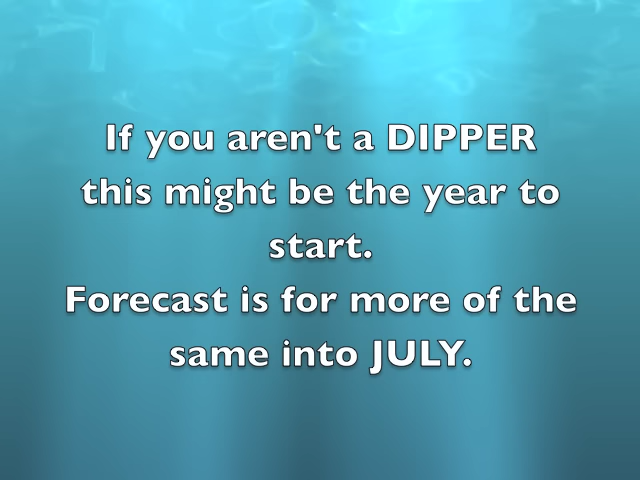 If you aren't a DIPPER
this might be the year to
start.
Forecast is for more of the
same into JULY.